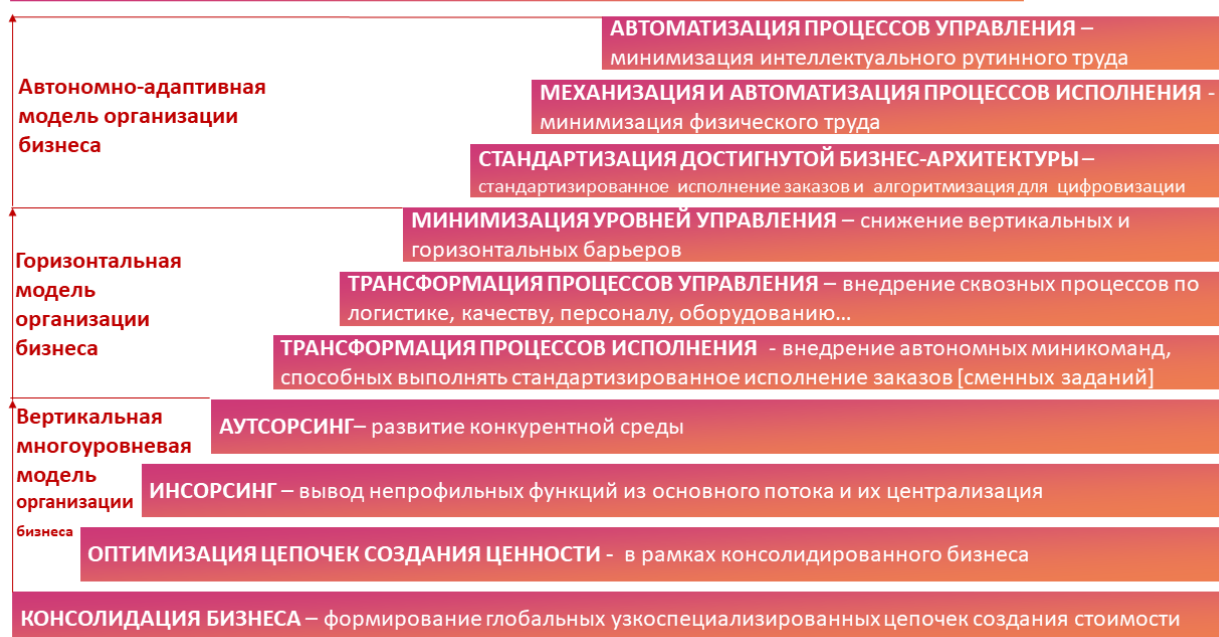 АВТОМАТИЗАЦИЯ ПРОЦЕССОВ УПРАВЛЕНИЯ –
минимизация интеллектуального рутинного труда
Автономно-адаптивная
модель организации
бизнеса
МЕХАНИЗАЦИЯ И АВТОМАТИЗАЦИЯ ПРОЦЕССОВ ИСПОЛНЕНИЯ -
минимизация физического труда
СТАНДАРТИЗАЦИЯ ДОСТИГНУТОЙ БИЗНЕС-АРХИТЕКТУРЫ –
стандартизированное исполнение заказов и алгоритмизация для цифровизации
МИНИМИЗАЦИЯ УРОВНЕЙ УПРАВЛЕНИЯ – снижение вертикальных и
горизонтальных барьеров
Горизонтальная
модель
организации
бизнеса
ТРАНСФОРМАЦИЯ ПРОЦЕССОВ УПРАВЛЕНИЯ – внедрение сквозных процессов по
логистике, качеству, персоналу, оборудованию...
ТРАНСФОРМАЦИЯ ПРОЦЕССОВ ИСПОЛНЕНИЯ - внедрение автономных миникоманд,
способных выполнять стандартизированное исполнение заказов [сменных заданий]
Вертикальная
многоуровневая
модель
организации
бизнеса
АУТСОРСИНГ– развитие конкурентной среды
ИНСОРСИНГ – вывод непрофильных функций из основного потока и их централизация
ОПТИМИЗАЦИЯ ЦЕПОЧЕК СОЗДАНИЯ ЦЕННОСТИ - в рамках консолидированного бизнеса
КОНСОЛИДАЦИЯ БИЗНЕСА – формирование глобальных узкоспециализированных цепочек создания стоимости